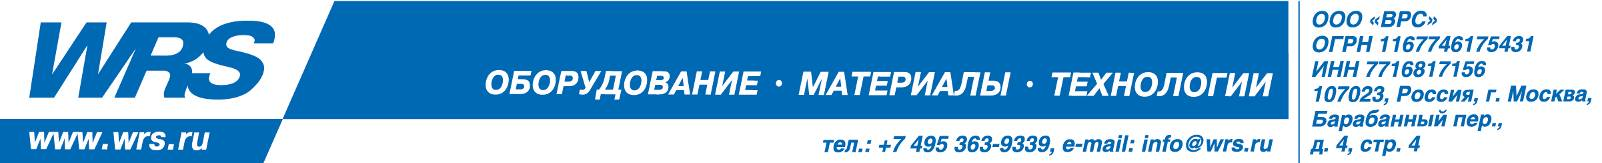 WRS
www.wrs.ru
ОБОРУДОВАНИЕ · МАТЕРИАЛЫ · ТЕХНОЛОГИИ
тел.: +7 495 363-9339, e-mail: info@wrs.ru
ООО «ВРС»
ОГРН 1167746175431
ИНН 7716817156
107023, Россия, г. Москва,
Барабанный пер.,
д. 4, стр. 4